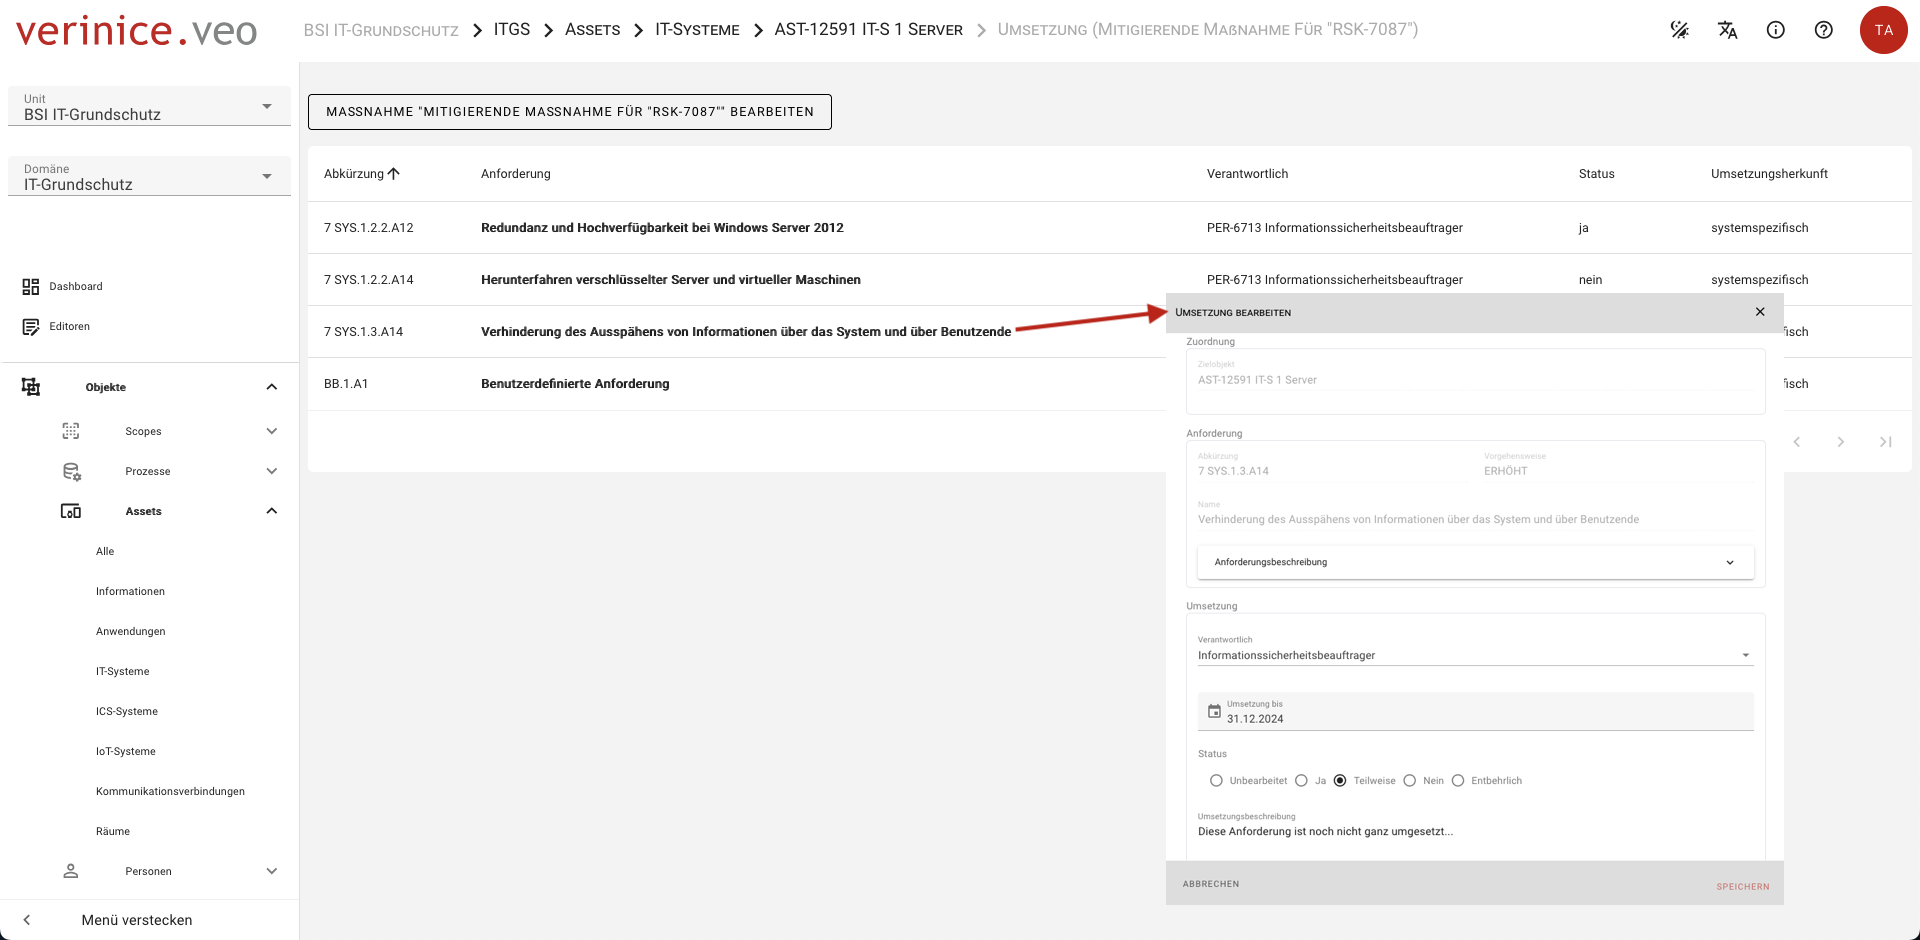 verinice.veo
BSI IT-Grundschutz
ITGS
Assets
IT-Systeme
AST-12591 IT-S 1 Server
Umsetzung (Mitigierende Maßnahme Für "RSK-7087")
TA
Unit
BSI IT-Grundschutz
Domäne
IT-Grundschutz
Dashboard
Editoren
Objekte
Scopes
Prozesse
Assets
Alle
Informationen
Anwendungen
IT-Systeme
ICS-Systeme
IoT-Systeme
Kommunikationsverbindungen
Räume
Personen
Menü verstecken
MASSNAHME "MITIGIERENDE MASSNAHME FÜR "RSK-7087"" BEARBEITEN
Abkürzung Anforderung Verantwortlich Status Umsetzungsherkunft
7 SYS.1.2.2.A12 Redundanz und Hochverfügbarkeit bei Windows Server 2012 PER-6713 Informationssicherheitsbeauftrager ja systemspezifisch
7 SYS.1.2.2.A14 Herunterfahren verschlüsselter Server und virtueller Maschinen PER-6713 Informationssicherheitsbeauftrager nein systemspezifisch
7 SYS.1.3.A14 Verhinderung des Ausspähens von Informationen über das System und über Benutzende fisch
BB.1.A1 Benutzerdefinierte Anforderung fisch
Umsetzung bearbeiten
Zuordnung
Zielobjekt
AST-12591 IT-S 1 Server
Anforderung
Abkürzung Vorgehensweise
7 SYS.1.3.A14 ERHÖHT
Name
Verhinderung des Ausspähens von Informationen über das System und über Benutzende
Anforderungsbeschreibung
Umsetzung
Verantwortlich
Informationssicherheitsbeauftrager
Umsetzung bis
31.12.2024
Status
Unbearbeitet Ja Teilweise Nein Entbehrlich
Umsetzungsbeschreibung
Diese Anforderung ist noch nicht ganz umgesetzt...
ABBRECHEN
SPEICHERN